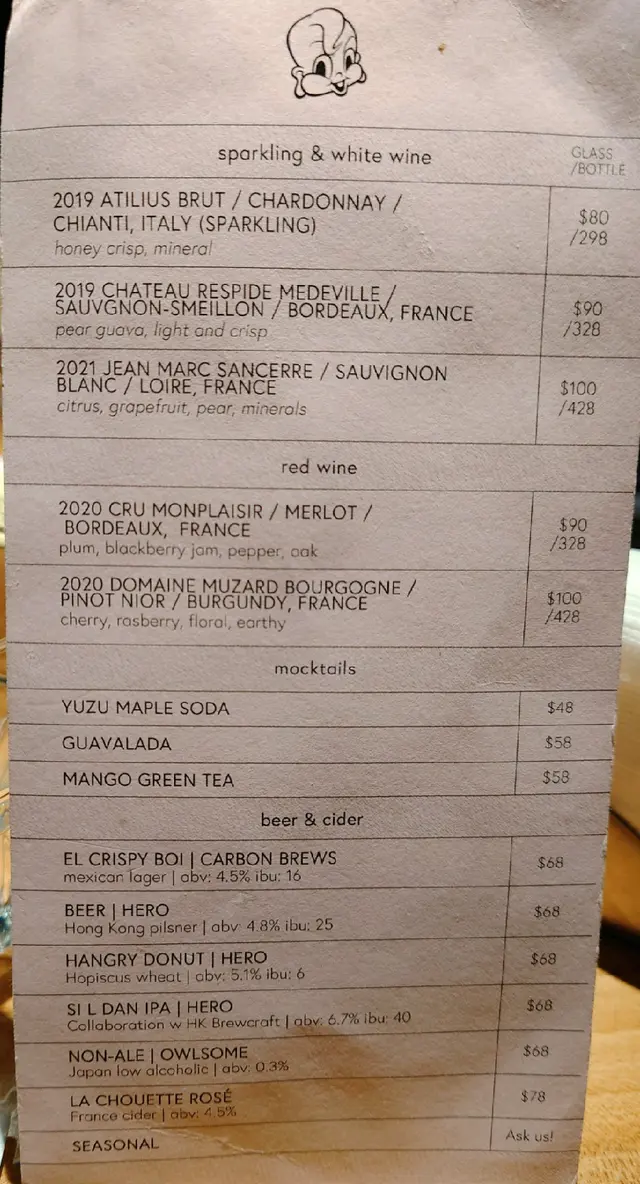 sparkling & white wine
GLASS
/BOTTLE
2019 ATILIUS BRUT / CHARDONNAY /
CHIANTI, ITALY (SPARKLING)
honey crisp, mineral
$80
/298
2019 CHATEAU RESPIDE MEDEVILLE /
SAUVGNON-SMEILLON / BORDEAUX, FRANCE
pear guava, light and crisp
$90
/328
2021 JEAN MARC SANCERRE / SAUVIGNON
BLANC / LOIRE, FRANCE
citrus, grapefruit, pear, minerals
$100
/428
red wine
2020 CRU MONPLAISIR / MERLOT /
BORDEAUX, FRANCE
plum, blackberry jam, pepper, oak
$90
/328
2020 DOMAINE MUZARD BOURGOGNE /
PINOT NIOR / BURGUNDY, FRANCE
cherry, rasberry, floral, earthy
$100
/428
mocktails
YUZU MAPLE SODA $48
GUAVALADA $58
MANGO GREEN TEA $58
beer & cider
EL CRISPY BOI | CARBON BREWS
mexican lager | abv: 4.5% ibu: 16
$68
BEER | HERO
Hong Kong pilsner | abv 4.8% ibu: 25
$68
HANGRY DONUT | HERO
Hopiscus wheat | abv: 5.1% ibu: 6
$68
SI L DAN IPA | HERO
Collaboration w HK Brewcraft | abv: 6.7% ibu: 40
$68
NON-ALE | OWLSOME
Japan low alcoholic | abv: 0.3%
$68
LA CHOUETTE ROSÉ
France cider | abv: 4.5%
$78
SEASONAL Ask us!